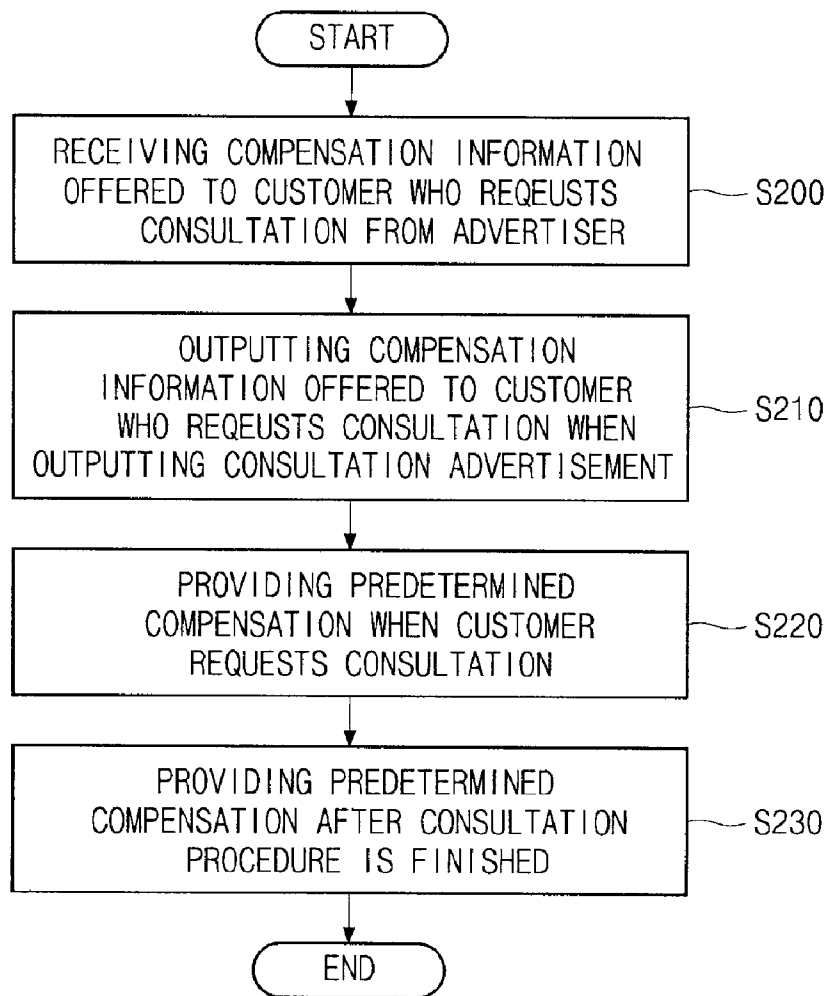 START
RECEIVING COMPENSATION INFORMATION
OFFERED TO CUSTOMER WHO REQEUSTS
CONSULTATION FROM ADVERTISER
S200
OUTPUTTING COMPENSATION
INFORMATION OFFERED TO CUSTOMER
WHO REQEUSTS CONSULTATION WHEN
OUTPUTTING CONSULTATION ADVERTISEMENT
S210
PROVIDING PREDETERMINED
COMPENSATION WHEN CUSTOMER
REQUESTS CONSULTATION
S220
PROVIDING PREDETERMINED
COMPENSATION AFTER CONSULTATION
PROCEDURE IS FINISHED
S230
END